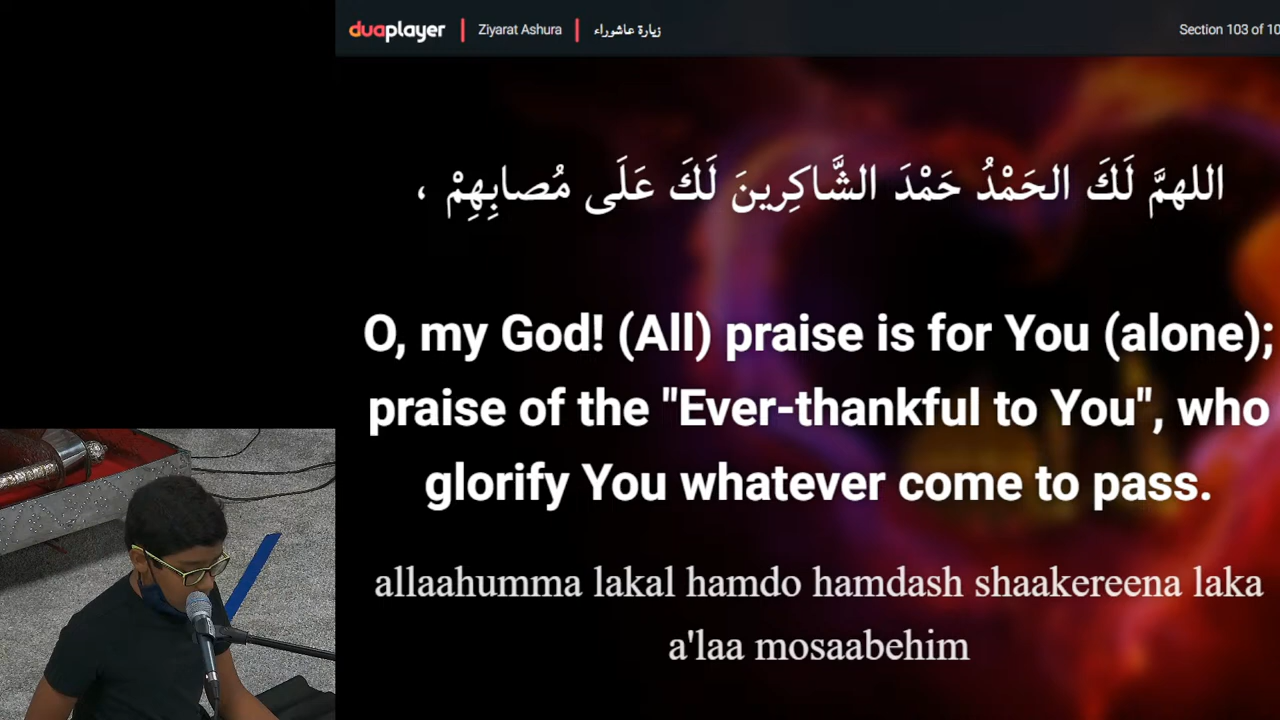 duaplayer | Ziyarat Ashura | زيارة عاشوراء Section 103 of 10
اللهمَّ لَكَ الحَمْدُ حَمْدَ الشَّاكِرِينَ لَكَ عَلَى مُصابِهِمْ ،
O, my God! (All) praise is for You (alone);
praise of the "Ever-thankful to You", who
glorify You whatever come to pass.
allaahumma lakal hamdo hamdash shaakereena laka
a'laa mosaabehim